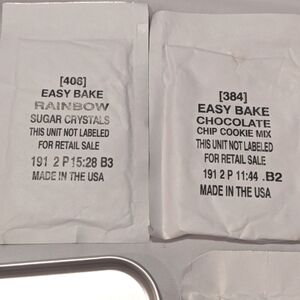 [408]
EASY BAKE
RAINBOW
SUGAR CRYSTALS
THIS UNIT NOT LABELED
FOR RETAIL SALE
191 2 P 15:28 B3
MADE IN THE USA
[384]
EASY BAKE
CHOCOLATE
CHIP COOKIE MIX
THIS UNIT NOT LABELED
FOR RETAIL SALE
191 2 P 11:44 .B2
MADE IN THE USA